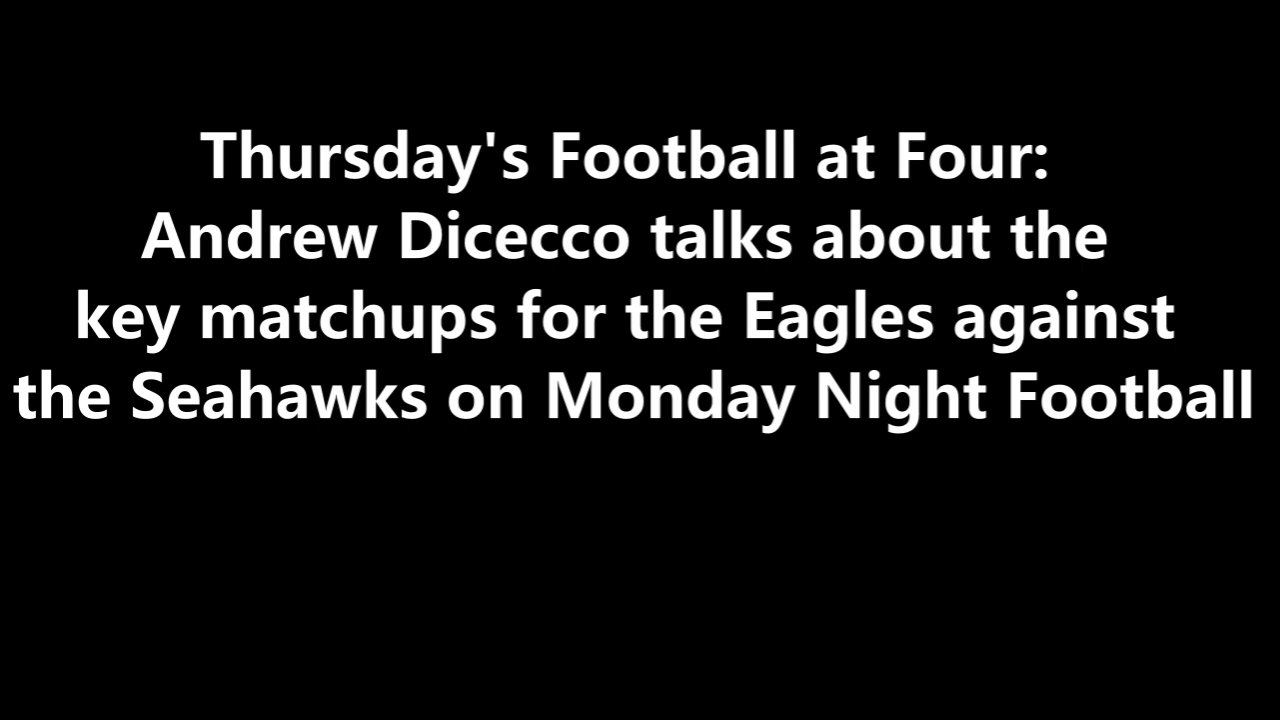 Thursday's Football at Four:
Andrew Dicecco talks about the
key matchups for the Eagles against
the Seahawks on Monday Night Football